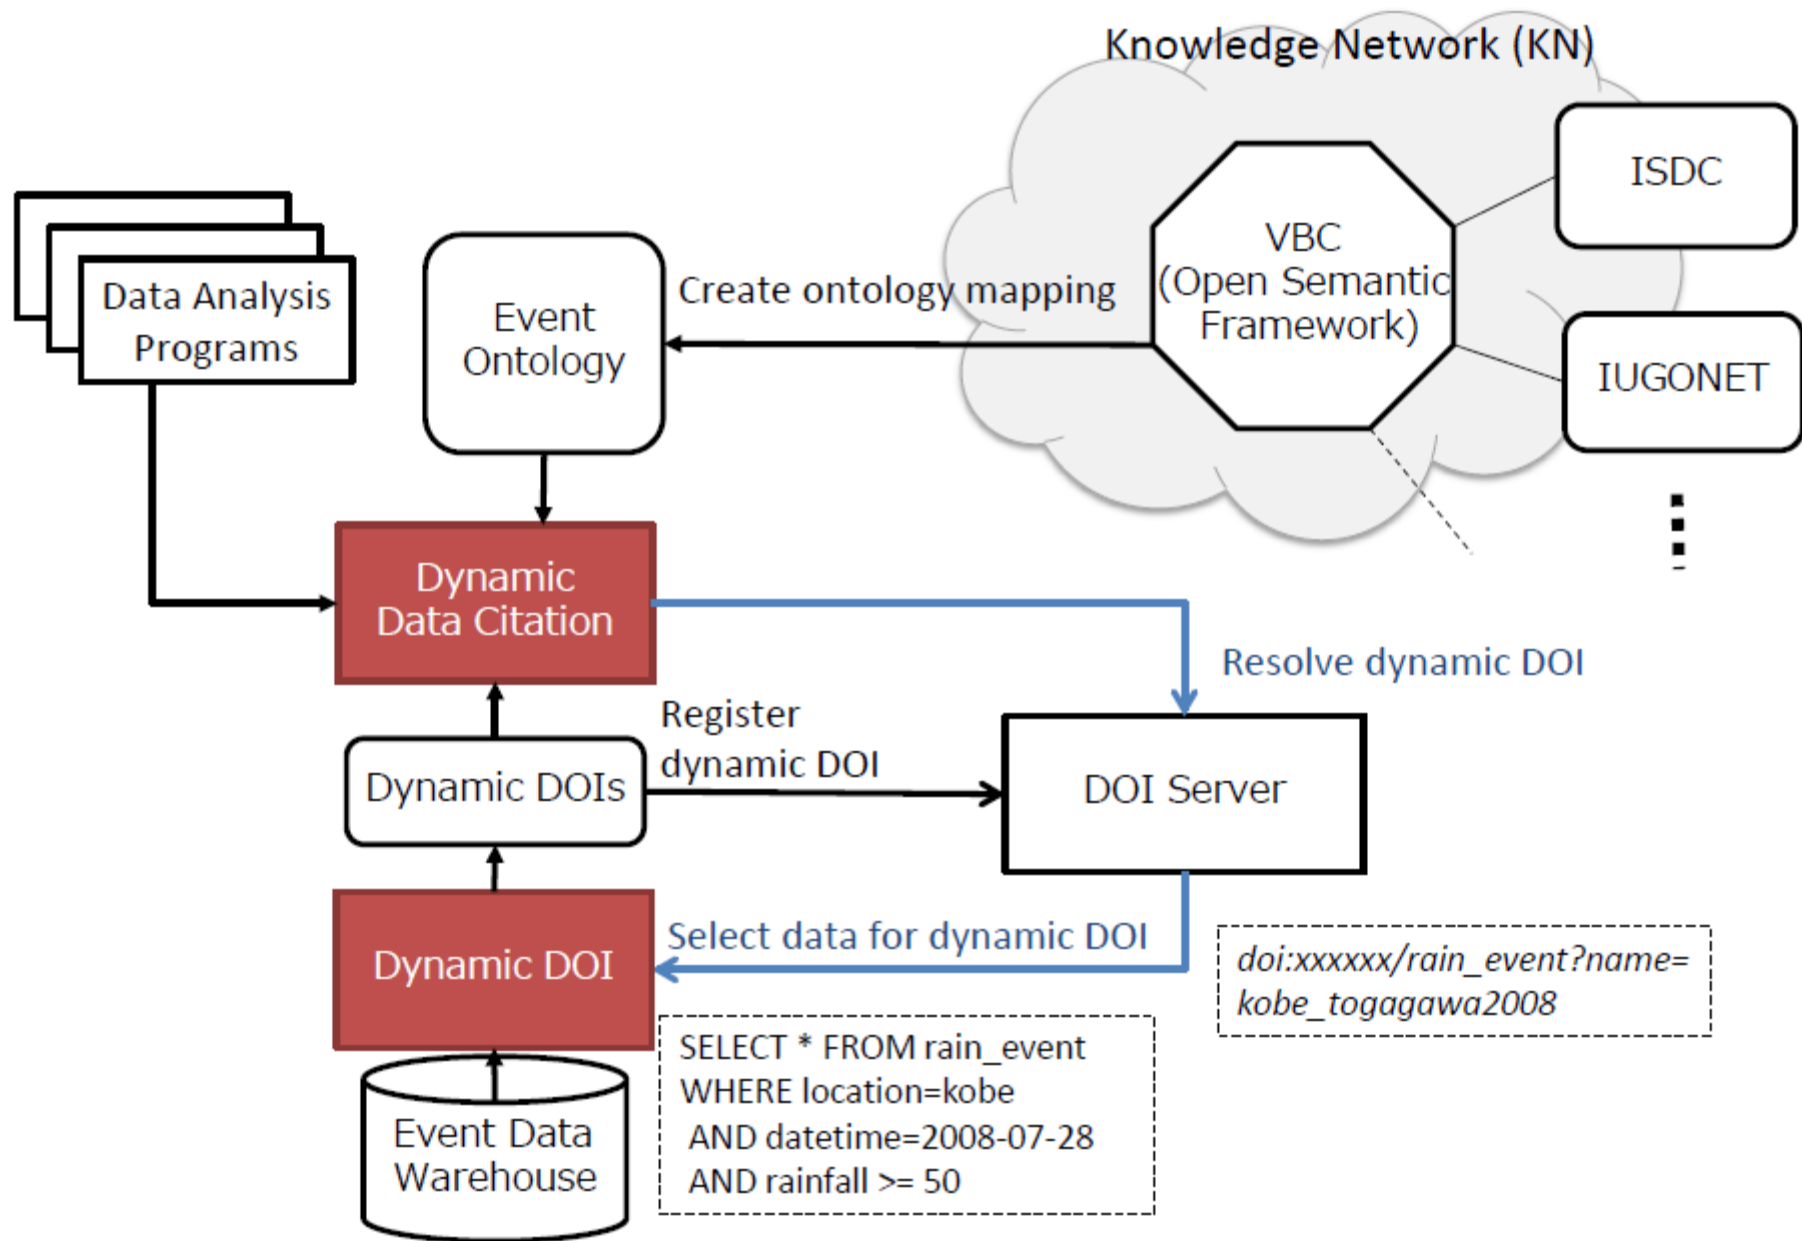 Knowledge Network (KN)
ISDC
VBC
(Open Semantic
Framework)
IUGONET
Data Analysis
Programs
Event
Ontology
Create ontology mapping
Dynamic
Data Citation
Resolve dynamic DOI
Register
dynamic DOI
Dynamic DOIs
DOI Server
Select data for dynamic DOI
Dynamic DOI
doi:xxxxxx/rain_event?name=
kobe_togagawa2008
SELECT * FROM rain_event
WHERE location=kobe
AND datetime=2008-07-28
AND rainfall >= 50
Event Data
Warehouse